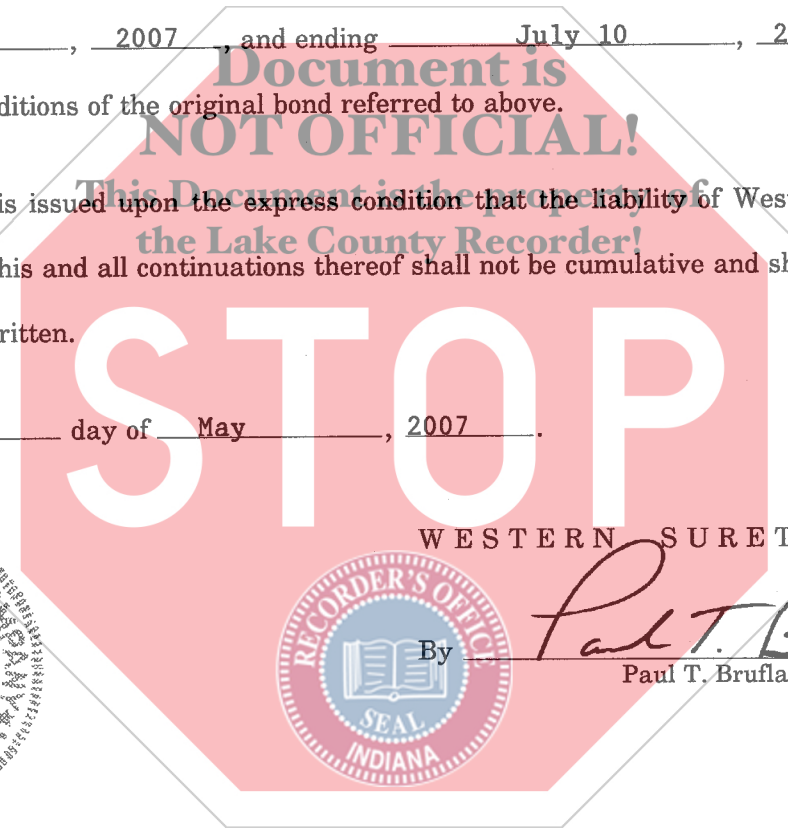 , 2007 , and ending July 10 , 2
Document is
ditions of the original bond referred to above.
NOT OFFICIAL!
This Document is the property of
is issued upon the express condition that the liability of Wes
the Lake County Recorder!
his and all continuations thereof shall not be cumulative and sh
ritten.
STOP
day of May , 2007 .
WESTERN SURET
RECORDER'S OFFICE
SEAL
INDIANA
By Paul T. B
Paul T. Brufla